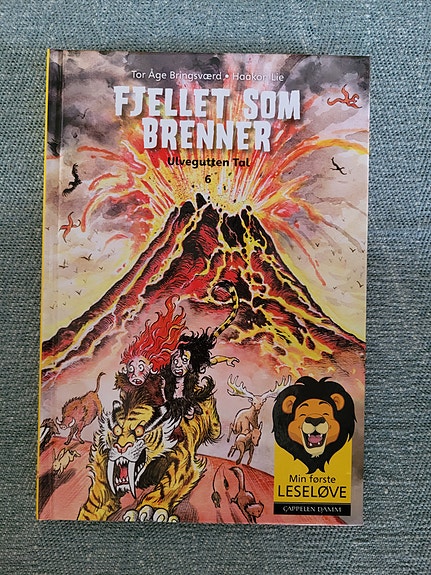 Tor Åge Bringsværd • Haakon Lie
FJELLET SOM
BRENNER
Ulvegutten Tal
6
Min første
LESELØVE
CAPPELEN DAMM